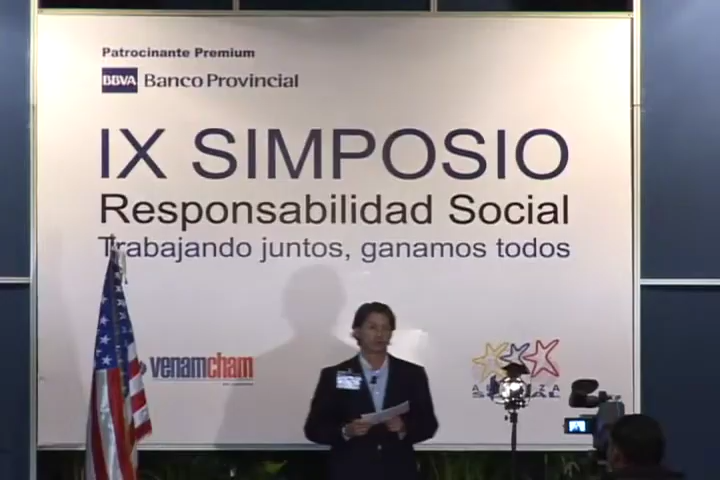 Patrocinante Premium
BBVA Banco Provincial
IX SIMPOSIO
Responsabilidad Social
Trabajando juntos, ganamos todos
venamcham